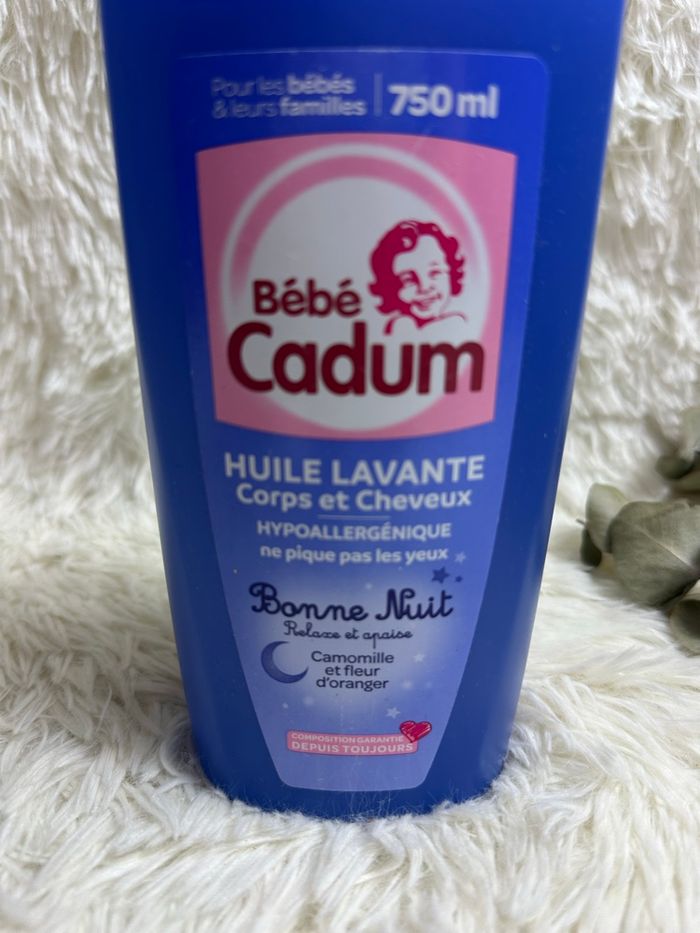 Pour les bébés
& leurs familles
750 ml
Bébé
Cadum
HUILE LAVANTE
Corps et Cheveux
HYPOALLERGÉNIQUE
ne pique pas les yeux
Bonne Nuit
Relaxe et apaise
Camomille
et fleur
d'oranger
COMPOSITION GARANTIE
DEPUIS TOUJOURS